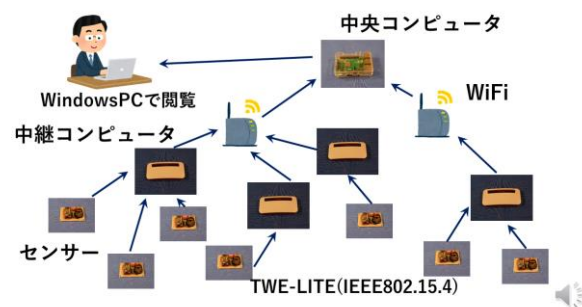 中央コンピュータ
WindowsPCで閲覧
WiFi
中継コンピュータ
センサー
TWE-LITE(IEEE802.15.4)